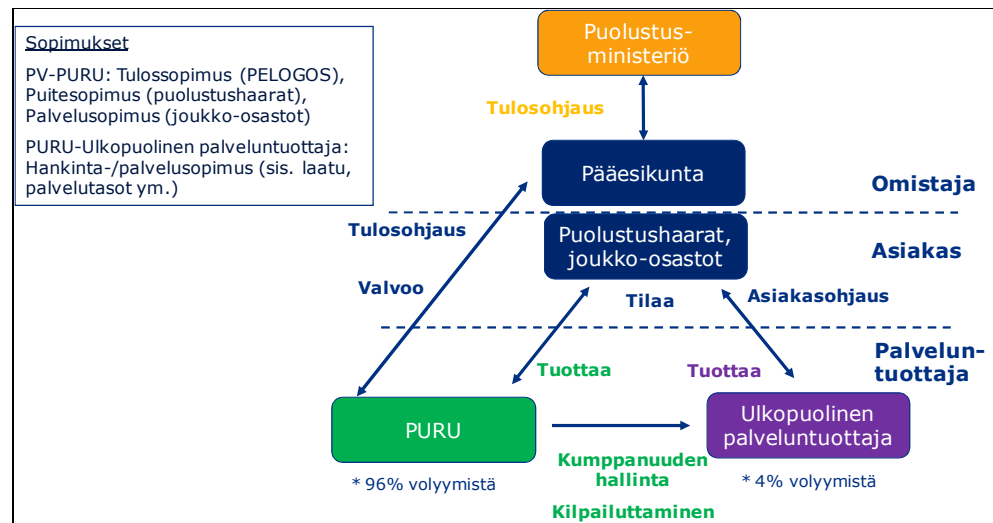 Sopimukset
PV-PURU: Tulossopimus (PELOGOS),
Puitesopimus (puolustushaarat),
Palvelusopimus (joukko-osastot)
PURU-Ulkopuolinen palveluntuottaja:
Hankinta-/palvelusopimus (sis. laatu,
palvelutasot ym.)
Puolustus-
ministeriö
Tulosohjaus
Pääesikunta
Omistaja
Tulosohjaus
Puolustushaarat,
joukko-osastot
Asiakas
Valvoo
Tilaa
Asiakasohjaus
Palvelun-
tuottaja
Tuottaa
Tuottaa
PURU
Ulkopuolinen
palveluntuottaja
Kumppanuuden
hallinta
* 96% volyymistä
* 4% volyymistä
Kilpailuttaminen